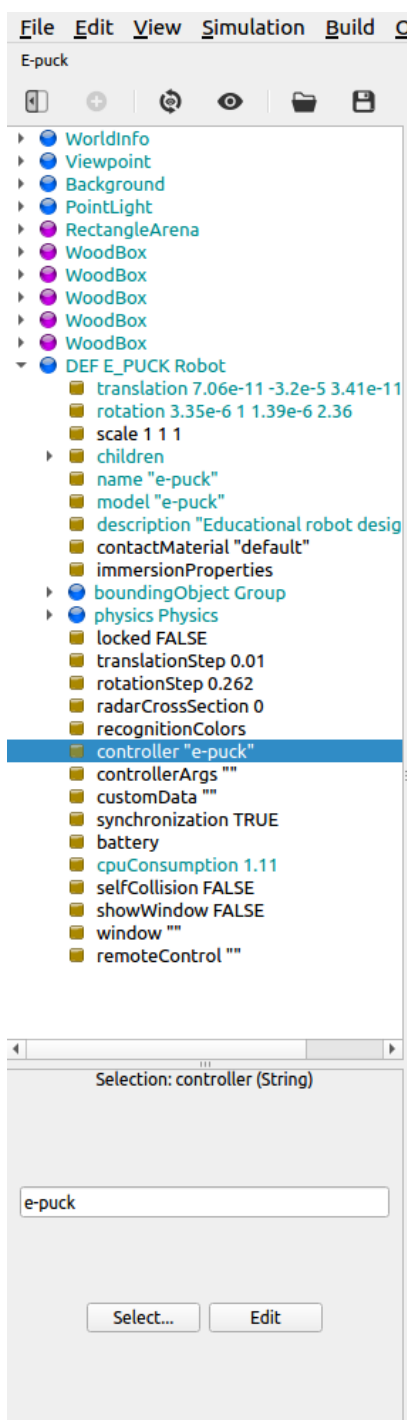 File Edit View Simulation Build
E-puck
WorldInfo
Viewpoint
Background
PointLight
RectangleArena
WoodBox
WoodBox
WoodBox
WoodBox
WoodBox
DEF E_PUCK Robot
translation 7.06e-11 -3.2e-5 3.41e-11
rotation 3.35e-6 1 1.39e-6 2.36
scale 1 1 1
children
name "e-puck"
model "e-puck"
description "Educational robot desig
contactMaterial "default"
immersionProperties
boundingObject Group
physics Physics
locked FALSE
translationStep 0.01
rotationStep 0.262
radarCrossSection 0
recognitionColors
controller "e-puck"
controllerArgs ""
customData ""
synchronization TRUE
battery
cpuConsumption 1.11
selfCollision FALSE
showWindow FALSE
window ""
remoteControl ""
Selection: controller (String)
e-puck
Select... Edit